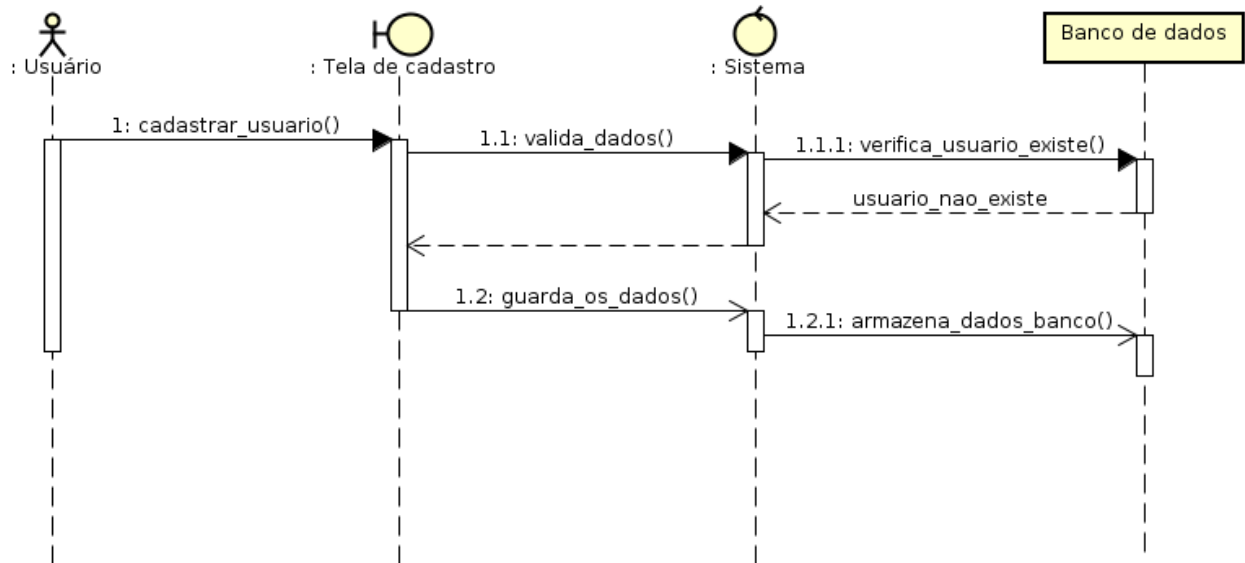 : Usuário
: Tela de cadastro
: Sistema
Banco de dados
1: cadastrar_usuario()
1.1: valida_dados()
1.1.1: verifica_usuario_existe()
usuario_nao_existe
1.2: guarda_os_dados()
1.2.1: armazena_dados_banco()